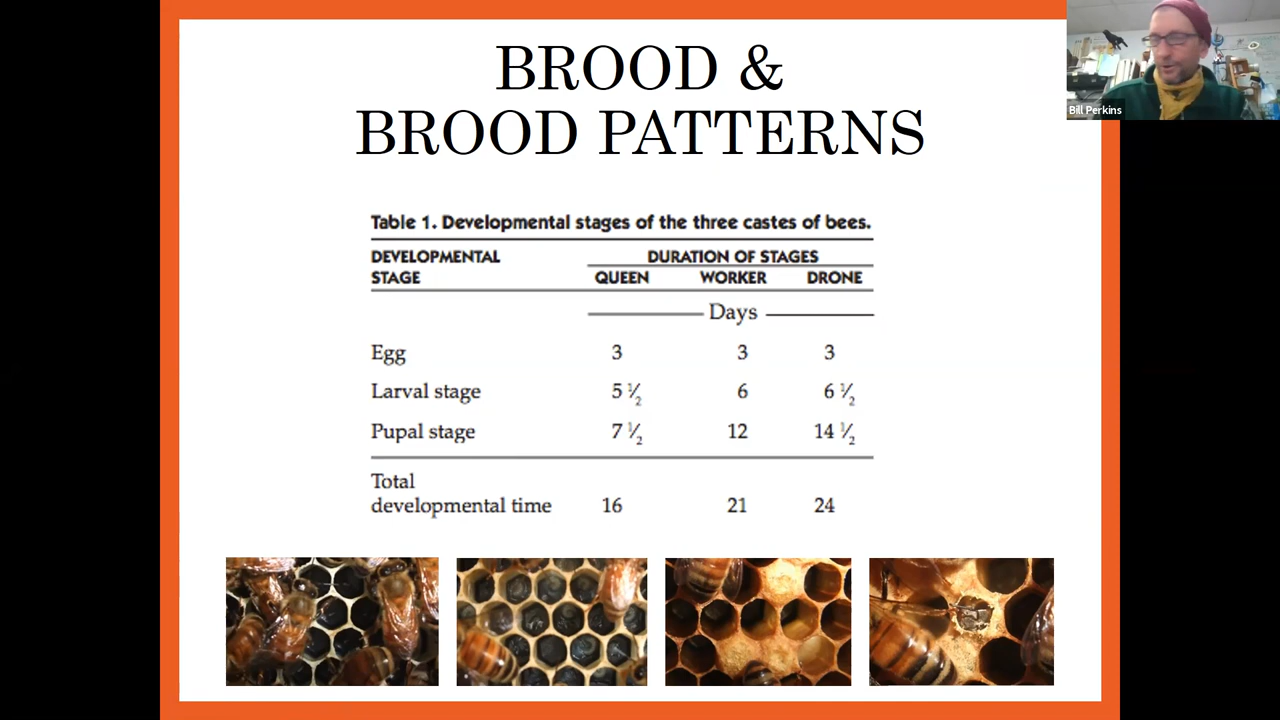 BROOD &
BROOD PATTERNS
Bill Perkins
Table 1. Developmental stages of the three castes of bees.
DEVELOPMENTAL DURATION OF STAGES
STAGE QUEEN WORKER DRONE
Days
Egg 3 3 3
Larval stage 5 ½ 6 6 ½
Pupal stage 7 ½ 12 14 ½
Total
developmental time 16 21 24